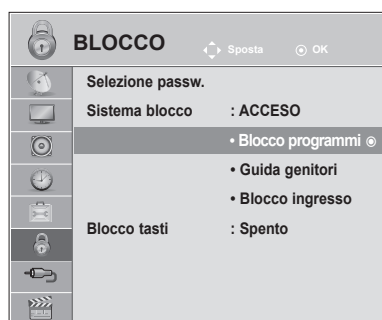 BLOCCO Sposta OK
Selezione passw.
Sistema blocco : ACCESO
• Blocco programmi
• Guida genitori
• Blocco ingresso
Blocco tasti : Spento